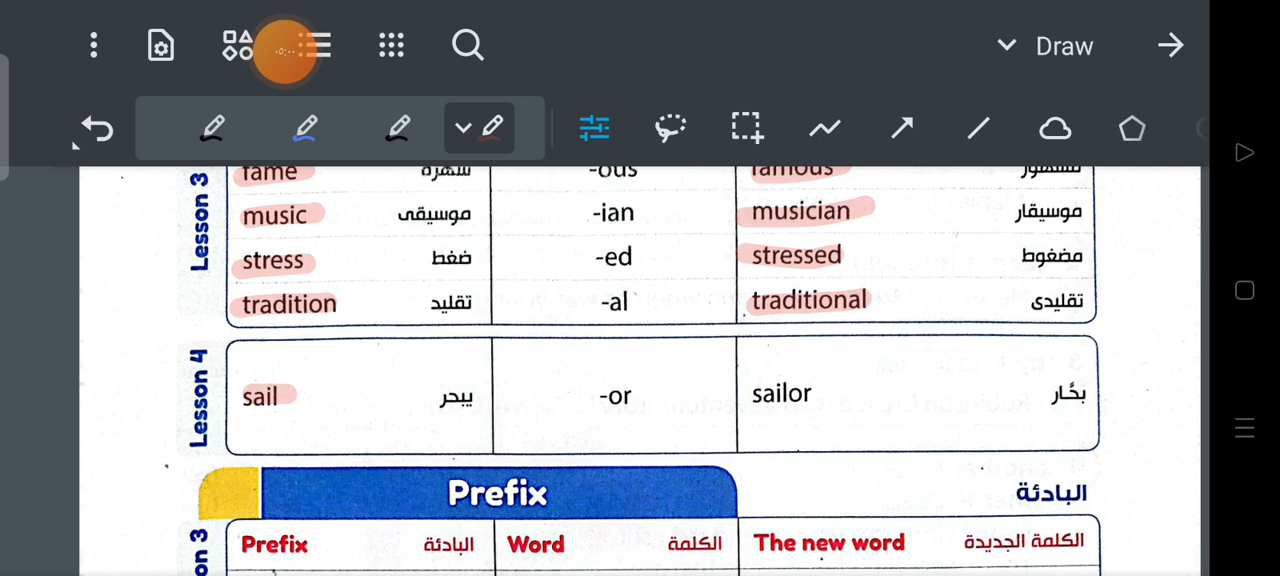 Draw
Lesson 3
fame شهرة -ous famous مشهور
music موسيقى -ian musician موسيقار
stress ضغط -ed stressed مضغوط
tradition تقليد -al traditional تقليدى
Lesson 4
sail يبحر -or sailor بحَّار
Prefix البادئة
on 3
Prefix البادئة Word الكلمة The new word الكلمة الجديدة